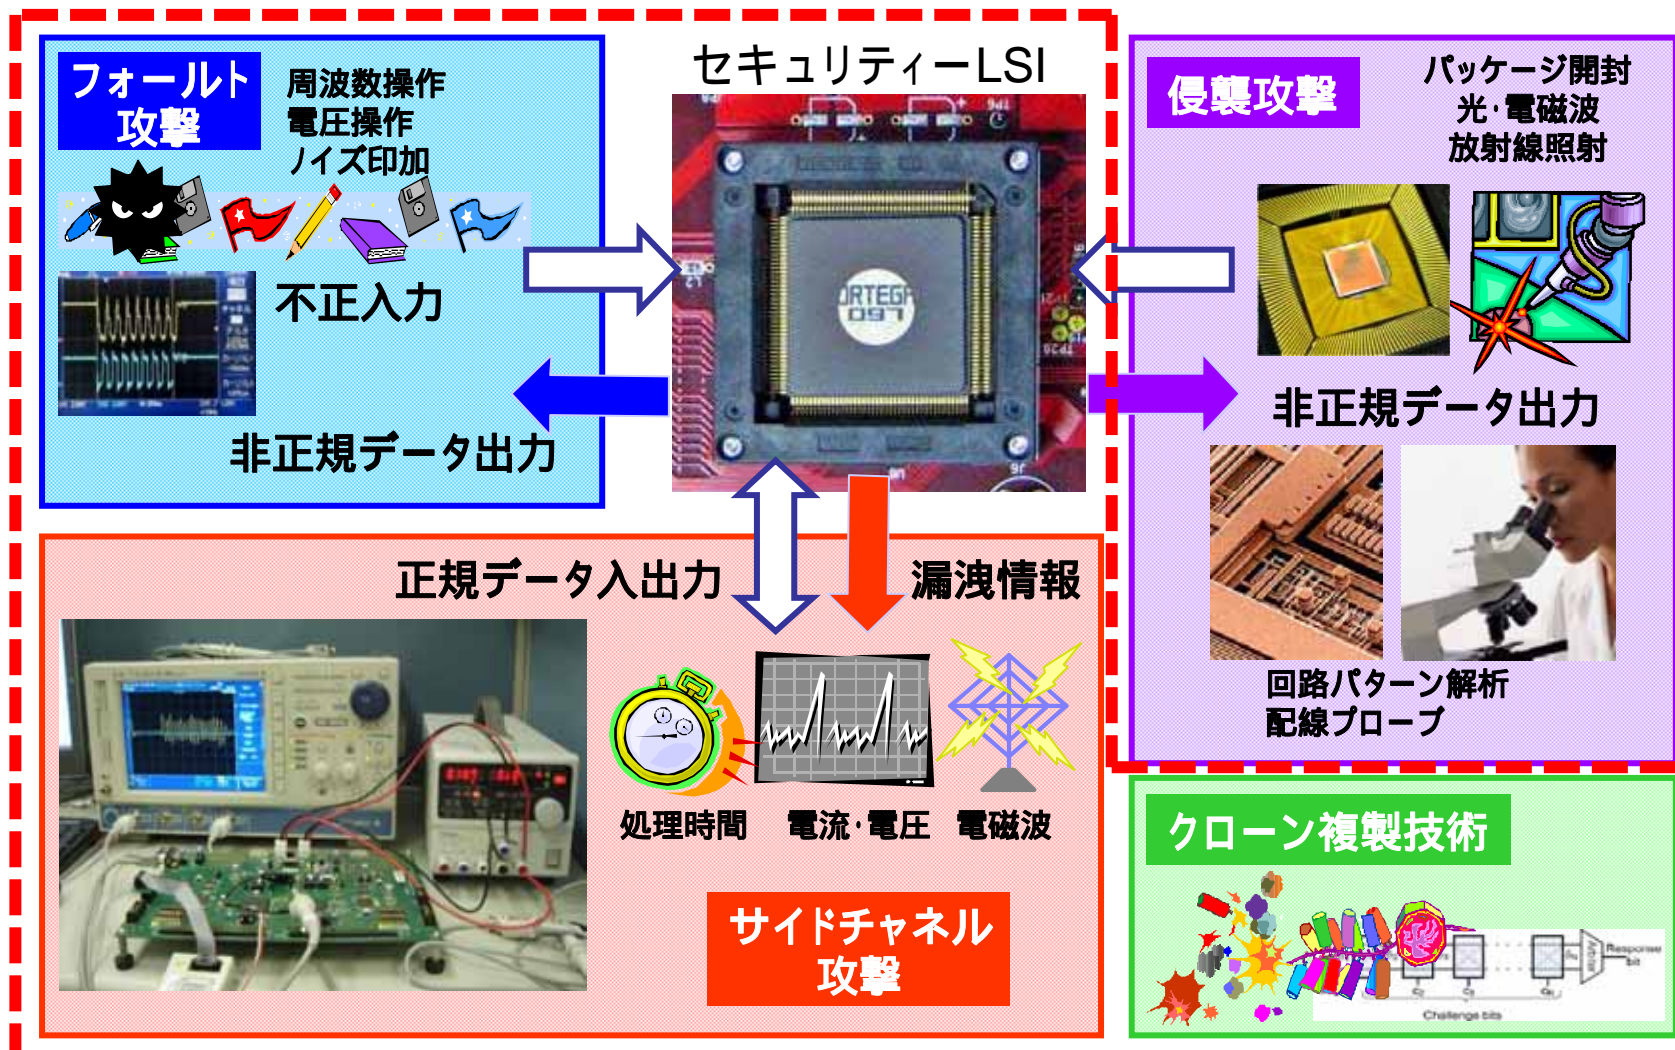 セキュリティーLSI
フォールト
攻撃
周波数操作
電圧操作
ノイズ印加
不正入力
非正規データ出力
侵襲攻撃
パッケージ開封
光・電磁波
放射線照射
非正規データ出力
回路パターン解析
配線プローブ
正規データ入出力
漏洩情報
処理時間
電流・電圧
電磁波
サイドチャネル
攻撃
クローン複製技術
Arbiter
Response
bit
Challenge bits